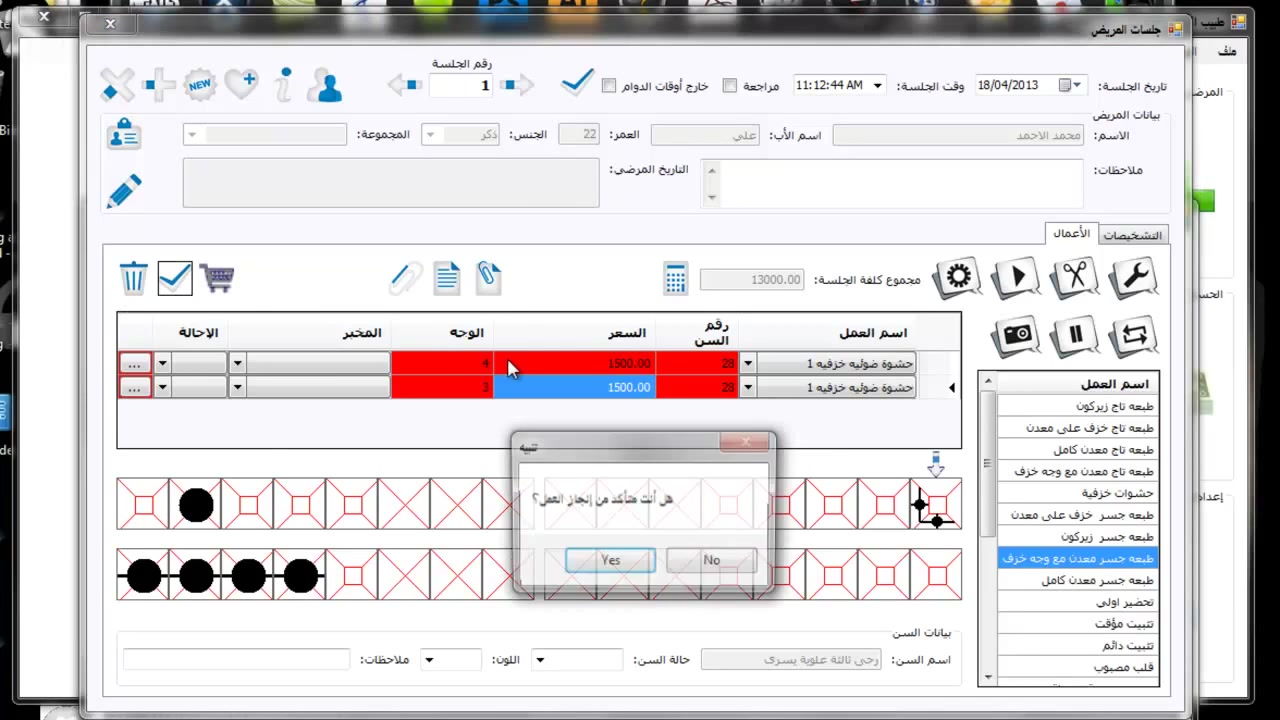 طبيب
جلسات المريض
ملف
رقم الجلسة
1
NEW
تاريخ الجلسة:
18/04/2013
وقت الجلسة:
11:12:44 AM
مراجعة
خارج أوقات الدوام
بيانات المريض
الاسم:
محمد الاحمد
اسم الأب:
علي
العمر:
22
الجنس:
ذكر
المجموعة:
ملاحظات:
التاريخ المرضي:
التشخيصات
الأعمال
مجموع كلفة الجلسة:
13000.00
اسم العمل
رقم السن
السعر
الوجه
المخبر
الإحالة
حشوة ضوئيه خزفيه 1
28
1500.00
4
...
حشوة ضوئيه خزفيه 1
28
1500.00
3
...
تنبيه
هل أنت متأكد من إنجاز العمل؟
Yes
No
اسم العمل
طبعه تاج زيركون
طبعه تاج خزف على معدن
طبعه تاج معدن كامل
طبعه تاج معدن مع وجه خزف
حشوات خزفية
طبعه جسر خزف على معدن
طبعه جسر زيركون
طبعه جسر معدن مع وجه خزف
طبعه جسر معدن كامل
تحضير اولي
تثبيت مؤقت
تثبيت دائم
قلب مصبوب
بيانات السن
اسم السن:
رحى ثالثة علوية يسرى
حالة السن:
اللون:
ملاحظات: